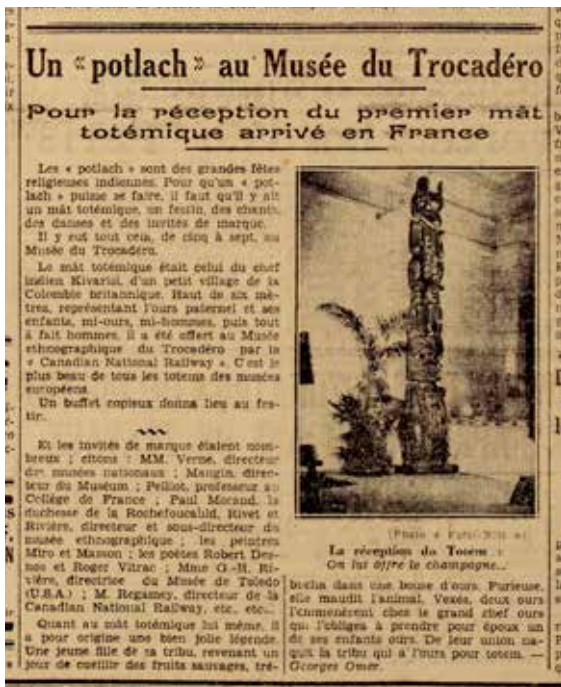 Un « potlach » au Musée du Trocadéro
Pour la réception du premier mât
totémique arrivé en France
Les « potlach » sont des grandes fêtes
religieuses indiennes. Pour qu'un « pot-
lach » puisse se faire, il faut qu'il y ait
un mât totémique, un festin, des chants,
des danses et des invités de marque.
Il y eut tout cela, de cinq à sept, au
Musée du Trocadéro.
Le mât totémique était celui du chef
indien Kivariut, d'un petit village de la
Colombie britannique. Haut de six mè-
tres, représentant l'ours paternel et ses
enfants, mi-ours, mi-hommes, puis tout
à fait hommes, il a été offert au Musée
ethnographique du Trocadéro par la
« Canadian National Railway ». C'est le
plus beau de tous les totems des musées
européens.
Un buffet copieux donna lieu au fes-
tin.
Et les invités de marque étaient nom-
breux ; citons : MM. Verne, directeur
des musées nationaux ; Mangin, direc-
teur du Muséum ; Pelliot, professeur au
Collège de France ; Paul Morand, la
duchesse de la Rochefoucauld, Rivet et
Rivière, directeur et sous-directeur du
musée ethnographique ; les peintres
Miro et Masson ; les poètes Robert Des-
nos et Roger Vitrac ; Mme G.-H. Ri-
vière, directrice du Musée de Toledo
(U.S.A.) ; M. Regamey, directeur de la
Canadian National Railway, etc., etc...
Quant au mât totémique lui même, il
a pour origine une bien jolie légende.
Une jeune fille de sa tribu, revenant un
jour de cueillir des fruits sauvages, tré-
(Photo «
La réception du Totem :
On lui offre le champagne...
bucha dans une bouse d'ours. Furieuse,
elle maudit l'animal. Vexés, deux ours
l'emmenèrent chez le grand chef ours
qui l'obligea à prendre pour époux un
de ses enfants ours. De leur union na-
quit la tribu qui a l'ours pour totem. —
Georges Omer.